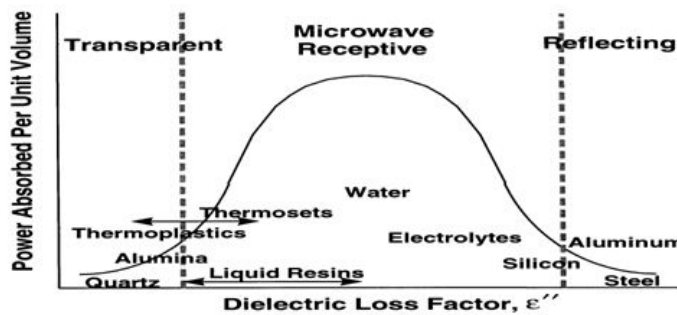 Transparent
Microwave
Receptive
Reflecting
Power Absorbed Per Unit Volume
Water
Thermosets
Thermoplastics
Electrolytes
Aluminum
Alumina
Silicon
Liquid Resins
Quartz
Steel
Dielectric Loss Factor, ε″